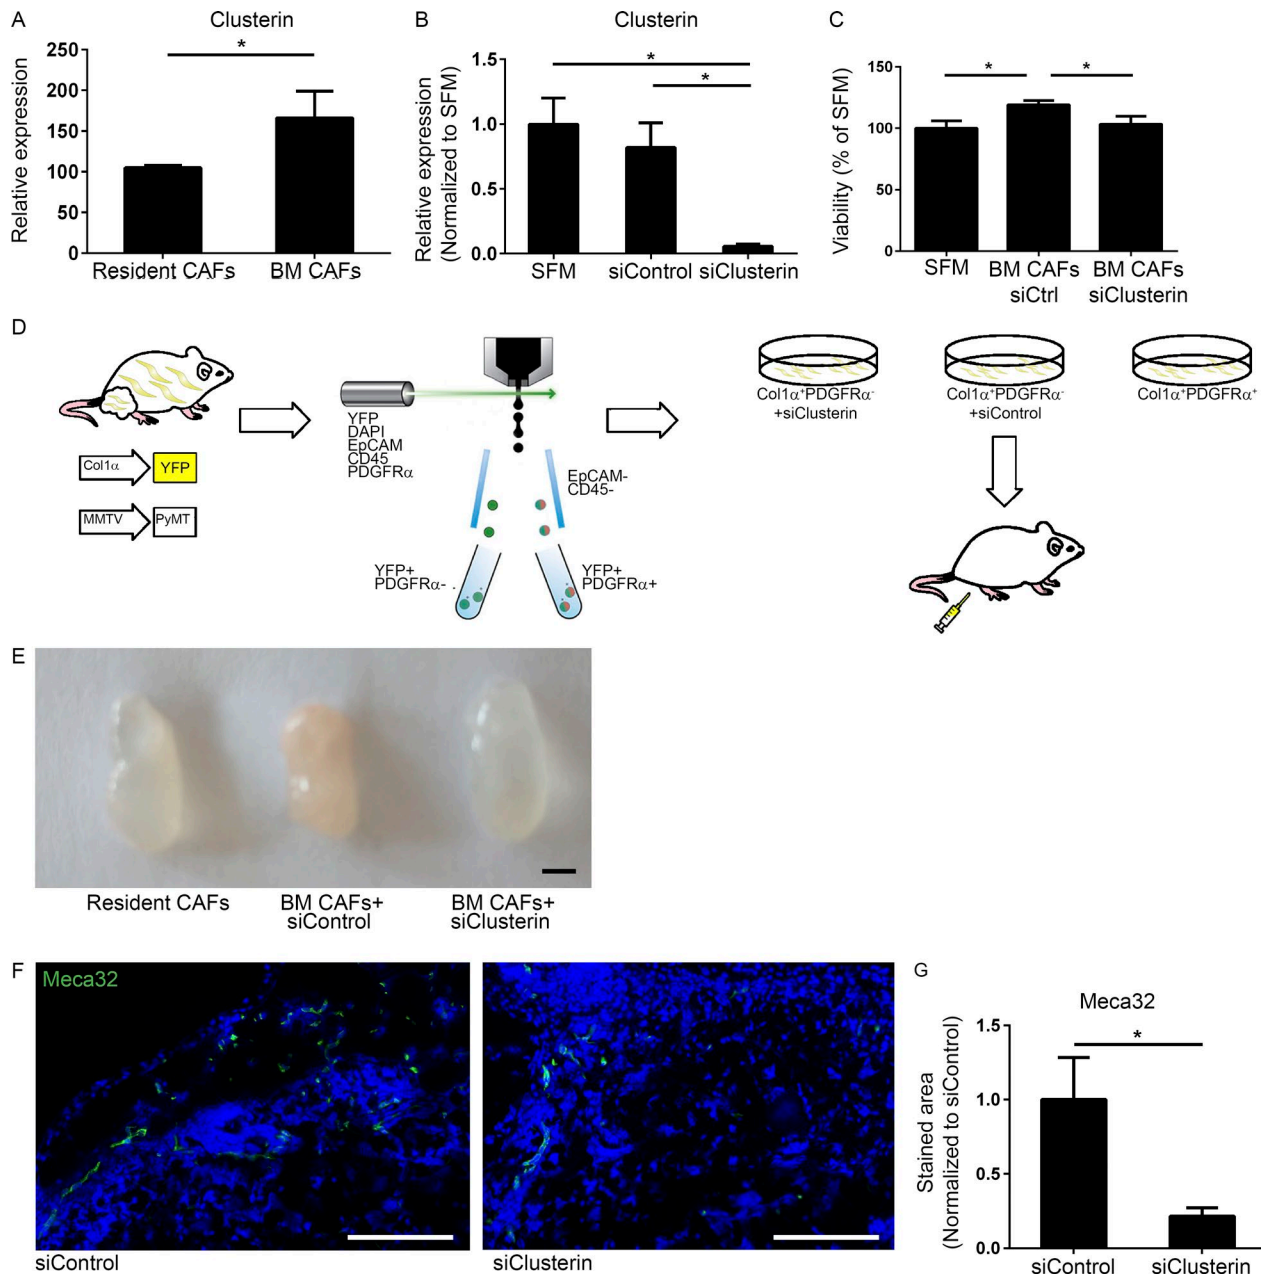 A
Clusterin
*
Relative expression
250
200
150
100
50
0
Resident CAFs
BM CAFs
B
Clusterin
*
*
Relative expression
(Normalized to SFM)
1.5
1.0
0.5
0.0
SFM
siControl
siClusterin
C
*
*
Viability (% of SFM)
150
100
50
0
SFM
BM CAFs
siCtrl
BM CAFs
siClusterin
D
Col1α
YFP
MMTV
PyMT
YFP
DAPI
EpCAM
CD45
PDGFRα
EpCAM-
CD45-
YFP+
PDGFRα-
YFP+
PDGFRα+
Col1α⁺PDGFRα⁻
+siClusterin
Col1α⁺PDGFRα⁻
+siControl
Col1α⁺PDGFRα⁺
E
Resident CAFs
BM CAFs+
siControl
BM CAFs+
siClusterin
F
Meca32
siControl
siClusterin
G
Meca32
*
Stained area
(Normalized to siControl)
1.5
1.0
0.5
0.0
siControl
siClusterin